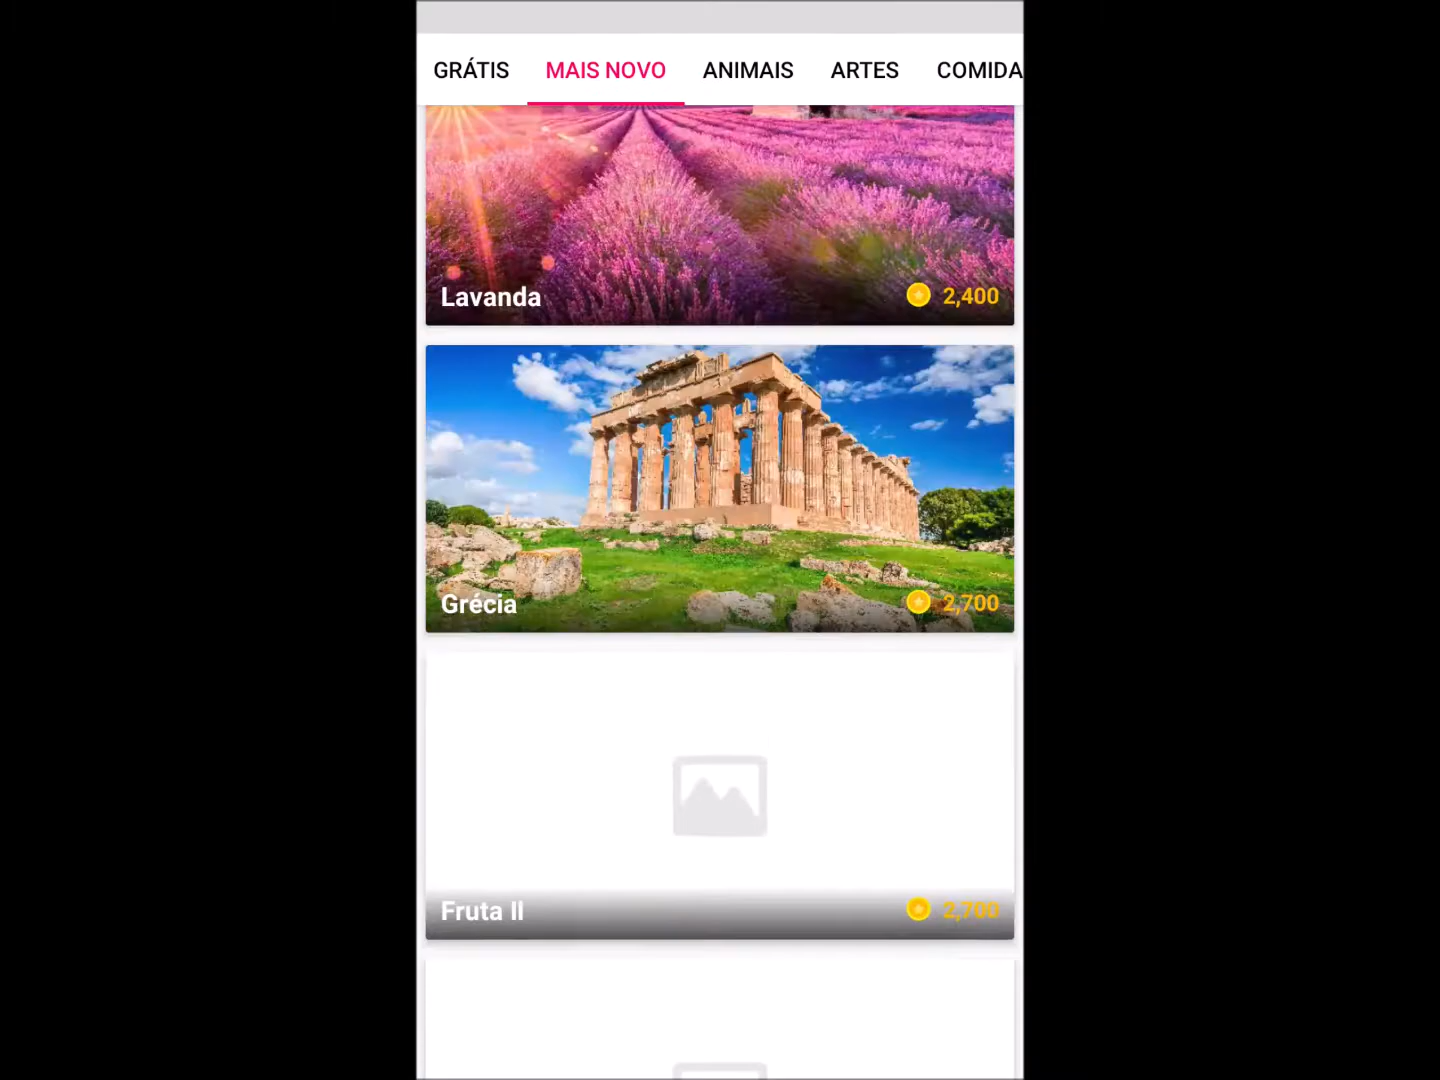 GRÁTIS MAIS NOVO ANIMAIS ARTES COMIDA
Lavanda 2,400
Grécia 2,700
Fruta II 2,700